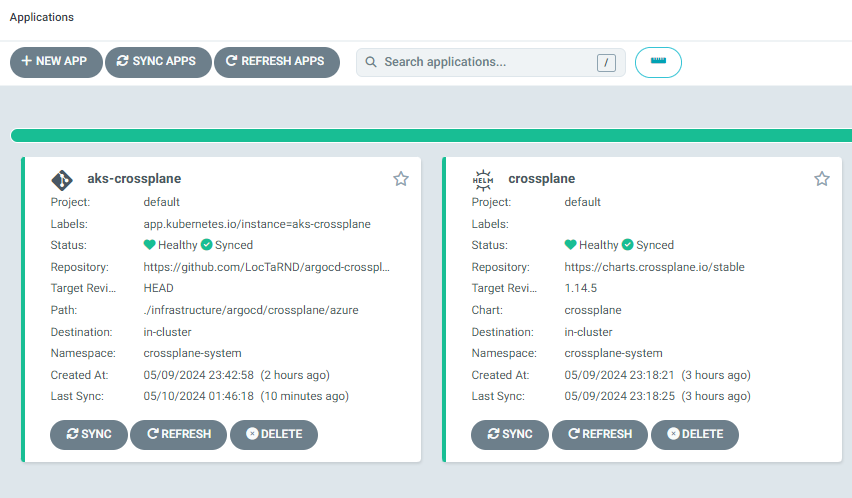 Applications
NEW APP
SYNC APPS
REFRESH APPS
Search applications...
/
aks-crossplane
Project: default
Labels: app.kubernetes.io/instance=aks-crossplane
Status: Healthy Synced
Repository: https://github.com/LocTaRND/argocd-crosspl...
Target Revi... HEAD
Path: ./infrastructure/argocd/crossplane/azure
Destination: in-cluster
Namespace: crossplane-system
Created At: 05/09/2024 23:42:58 (2 hours ago)
Last Sync: 05/10/2024 01:46:18 (10 minutes ago)
SYNC
REFRESH
DELETE
HELM
crossplane
Project: default
Labels:
Status: Healthy Synced
Repository: https://charts.crossplane.io/stable
Target Revi... 1.14.5
Chart: crossplane
Destination: in-cluster
Namespace: crossplane-system
Created At: 05/09/2024 23:18:21 (3 hours ago)
Last Sync: 05/09/2024 23:18:25 (3 hours ago)
SYNC
REFRESH
DELETE